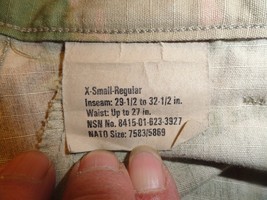 X-Small-Regular
Inseam: 29-1/2 to 32-1/2 in.
Waist: Up to 27 in.
NSN No. 8415-01-623-3927
NATO Size: 7583/5869